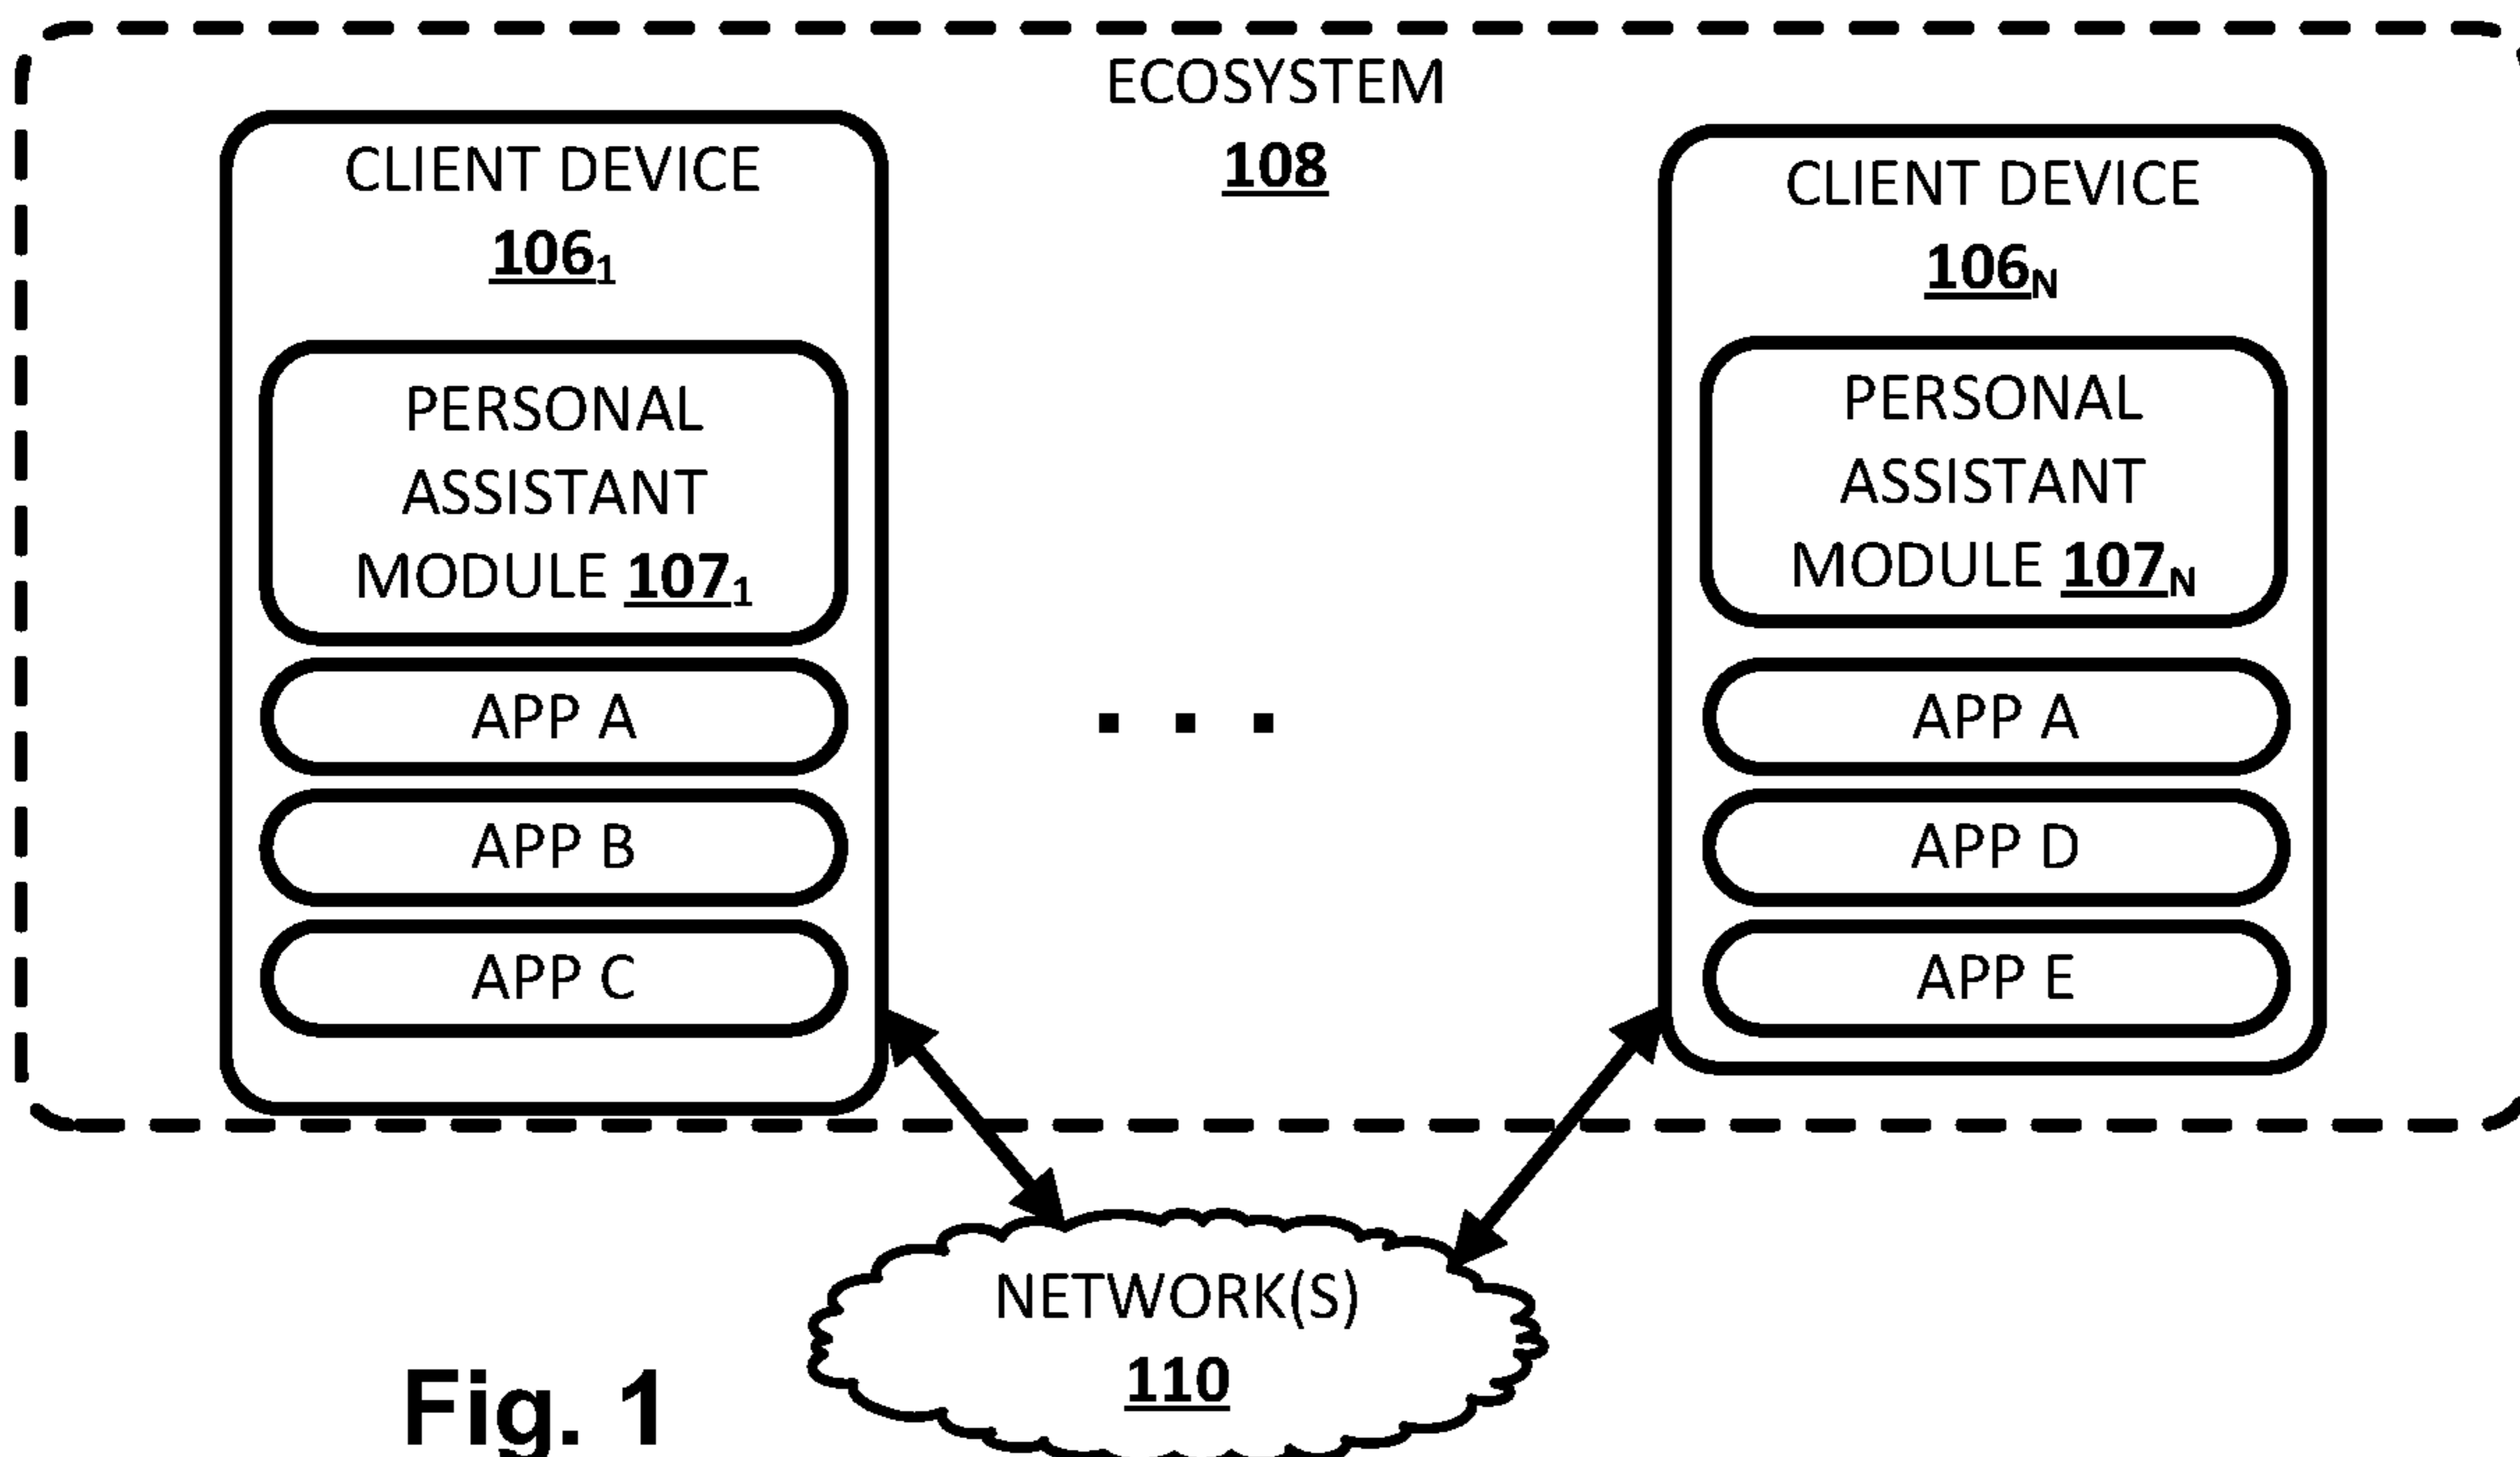 ECOSYSTEM
108
CLIENT DEVICE
106₁
PERSONAL
ASSISTANT
MODULE 107₁
APP A
APP B
APP C
. . .
CLIENT DEVICE
106N
PERSONAL
ASSISTANT
MODULE 107N
APP A
APP D
APP E
NETWORK(S)
110
Fig. 1